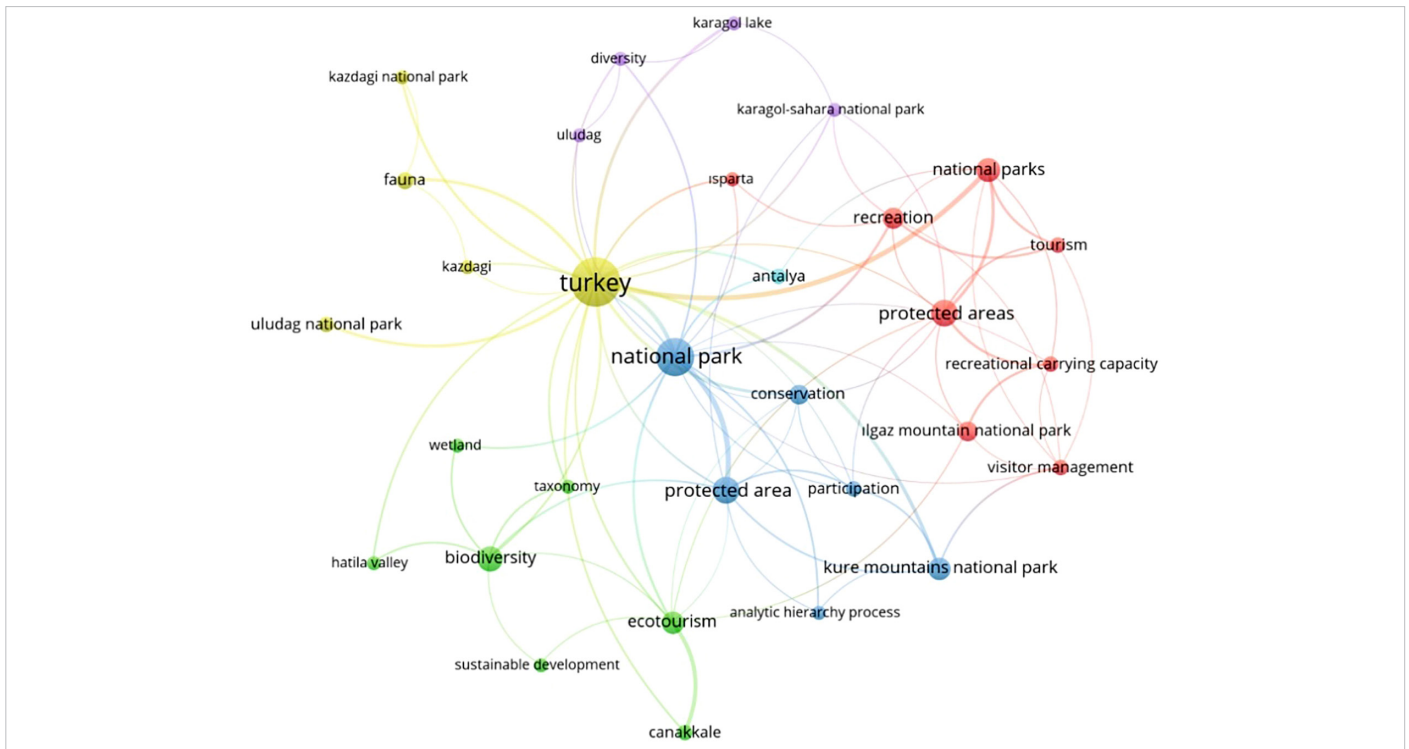 karagol lake
diversity
kazdagi national park
karagol-sahara national park
uludag
national parks
ısparta
fauna
recreation
tourism
kazdagi
antalya
turkey
protected areas
uludag national park
national park
recreational carrying capacity
conservation
ılgaz mountain national park
wetland
visitor management
taxonomy
protected area
participation
biodiversity
hatila valley
kure mountains national park
analytic hierarchy process
ecotourism
sustainable development
canakkale